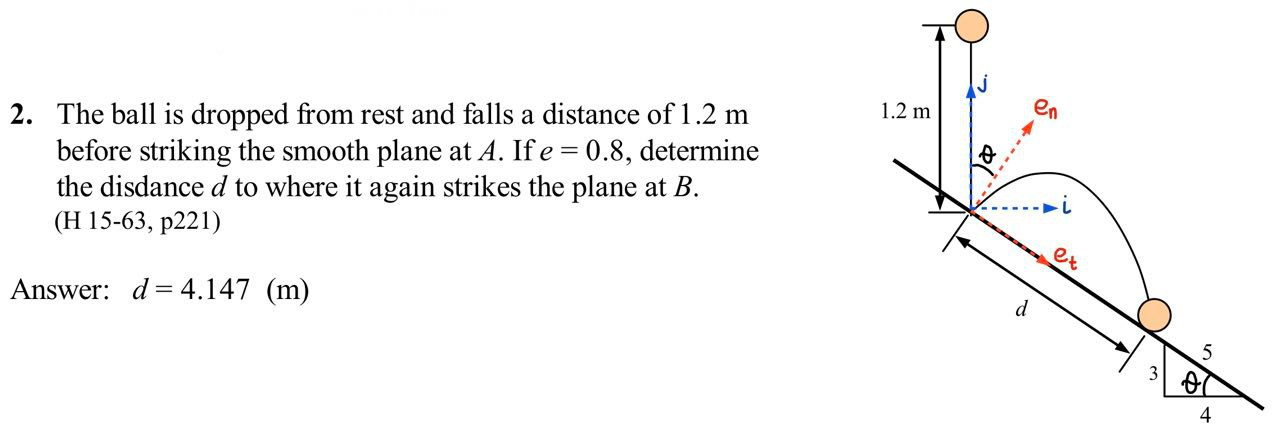 2. The ball is dropped from rest and falls a distance of 1.2 m
before striking the smooth plane at A. If e = 0.8, determine
the disdance d to where it again strikes the plane at B.
(H 15-63, p221)
Answer: d = 4.147 (m)
1.2 m
j
en
θ
i
et
d
5
3
θ
4